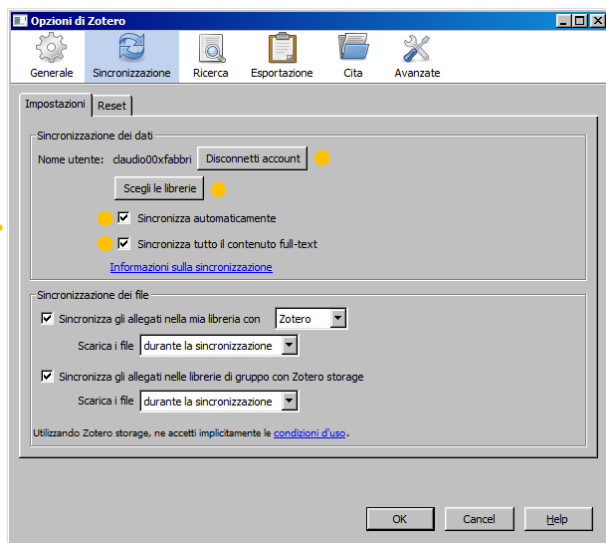 Opzioni di Zotero
Generale Sincronizzazione Ricerca Esportazione Cita Avanzate
Impostazioni Reset
Sincronizzazione dei dati
Nome utente: claudio00xfabbri Disconnetti account
Scegli le librerie
Sincronizza automaticamente
Sincronizza tutto il contenuto full-text
Informazioni sulla sincronizzazione
Sincronizzazione dei file
Sincronizza gli allegati nella mia libreria con Zotero
Scarica i file durante la sincronizzazione
Sincronizza gli allegati nelle librerie di gruppo con Zotero storage
Scarica i file durante la sincronizzazione
Utilizzando Zotero storage, ne accetti implicitamente le condizioni d'uso.
OK Cancel Help